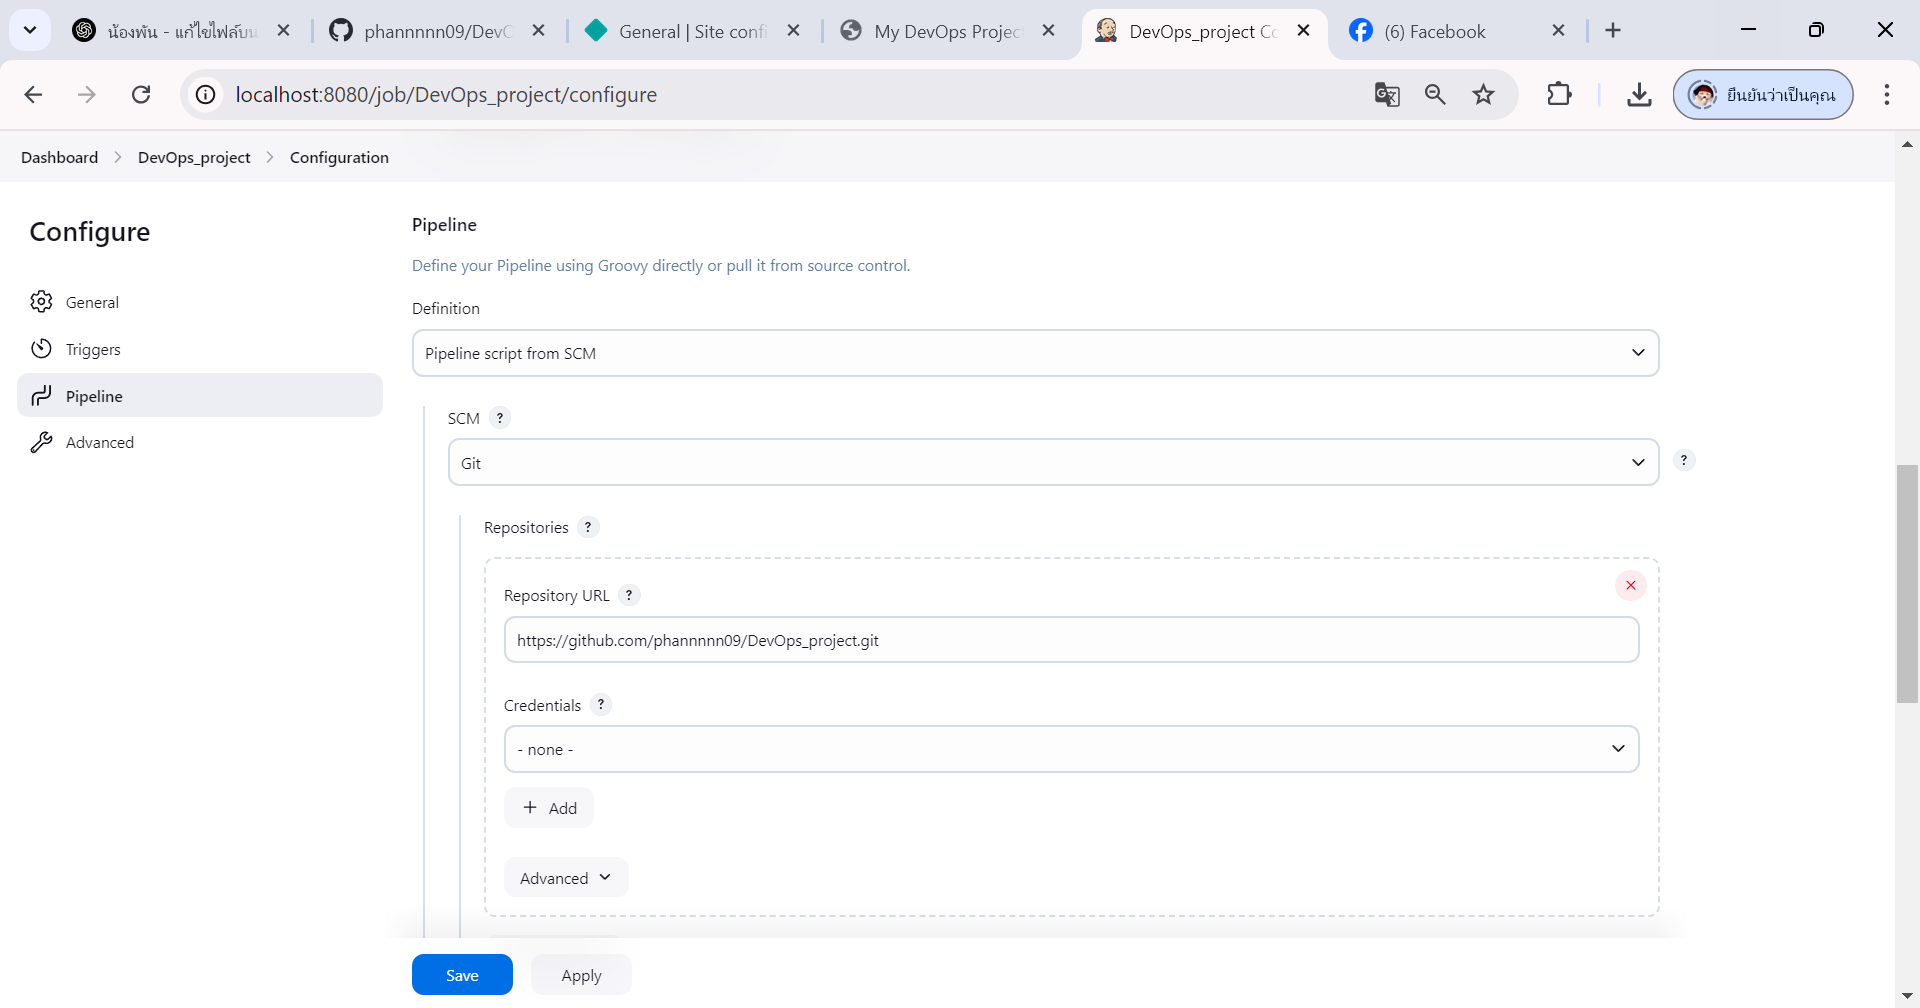 น้องพัน - แก้ไขไฟล์บน
phannnnn09/DevO
General | Site confi
My DevOps Project
DevOps_project Co
(6) Facebook
localhost:8080/job/DevOps_project/configure
ยืนยันว่าเป็นคุณ
Dashboard
DevOps_project
Configuration
Configure
General
Triggers
Pipeline
Advanced
Pipeline
Define your Pipeline using Groovy directly or pull it from source control.
Definition
Pipeline script from SCM
SCM ?
Git
?
Repositories ?
Repository URL ?
https://github.com/phannnnn09/DevOps_project.git
Credentials ?
- none -
+ Add
Advanced
Save
Apply